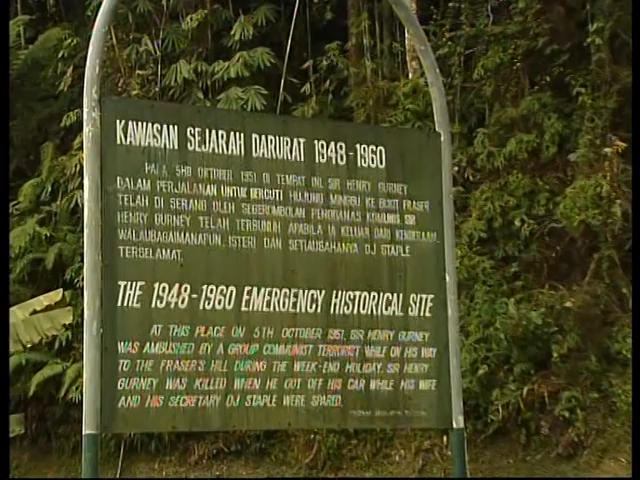 KAWASAN SEJARAH DARURAT 1948-1960
PADA 5HB OKTOBER 1951 DI TEMPAT INI, SIR HENRY GURNEY
DALAM PERJALANAN UNTUK BERCUTI HUJUNG MINGGU KE BUKIT FRASER
TELAH DI SERANG OLEH SEGEROMBOLAN PENGGANAS KOMUNIS SIR
HENRY GURNEY TELAH TERBUNUH APABILA IA KELUAR DARI KENDERAAN.
WALAUBAGAIMANAPUN, ISTERI DAN SETIAUSAHANYA DJ STAPLE
TERSELAMAT.
THE 1948-1960 EMERGENCY HISTORICAL SITE
AT THIS PLACE ON 5TH OCTOBER 1951, SIR HENRY GURNEY
WAS AMBUSHED BY A GROUP COMMUNIST TERRORIST WHILE ON HIS WAY
TO THE FRASER'S HILL DURING THE WEEK-END HOLIDAY. SIR HENRY
GURNEY WAS KILLED WHEN HE GOT OFF HIS CAR WHILE HIS WIFE
AND HIS SECRETARY DJ STAPLE WERE SPARED.